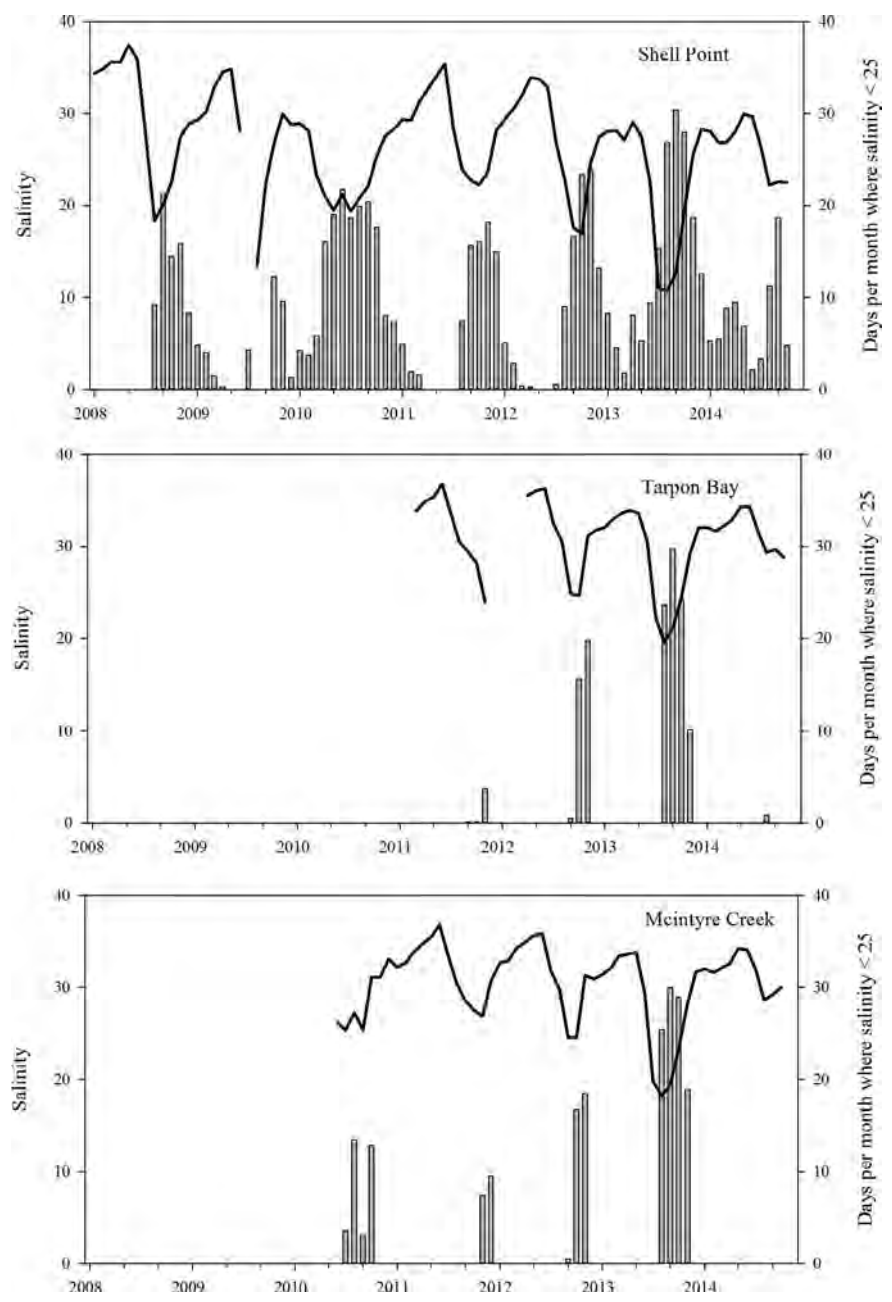 Shell Point
40 40
30 30
20 20
10 10
0 0
Salinity
Days per month where salinity < 25
2008 2009 2010 2011 2012 2013 2014
Tarpon Bay
40 40
30 30
20 20
10 10
0 0
Salinity
Days per month where salinity < 25
2008 2009 2010 2011 2012 2013 2014
Mcintyre Creek
40 40
30 30
20 20
10 10
0 0
Salinity
Days per month where salinity < 25
2008 2009 2010 2011 2012 2013 2014